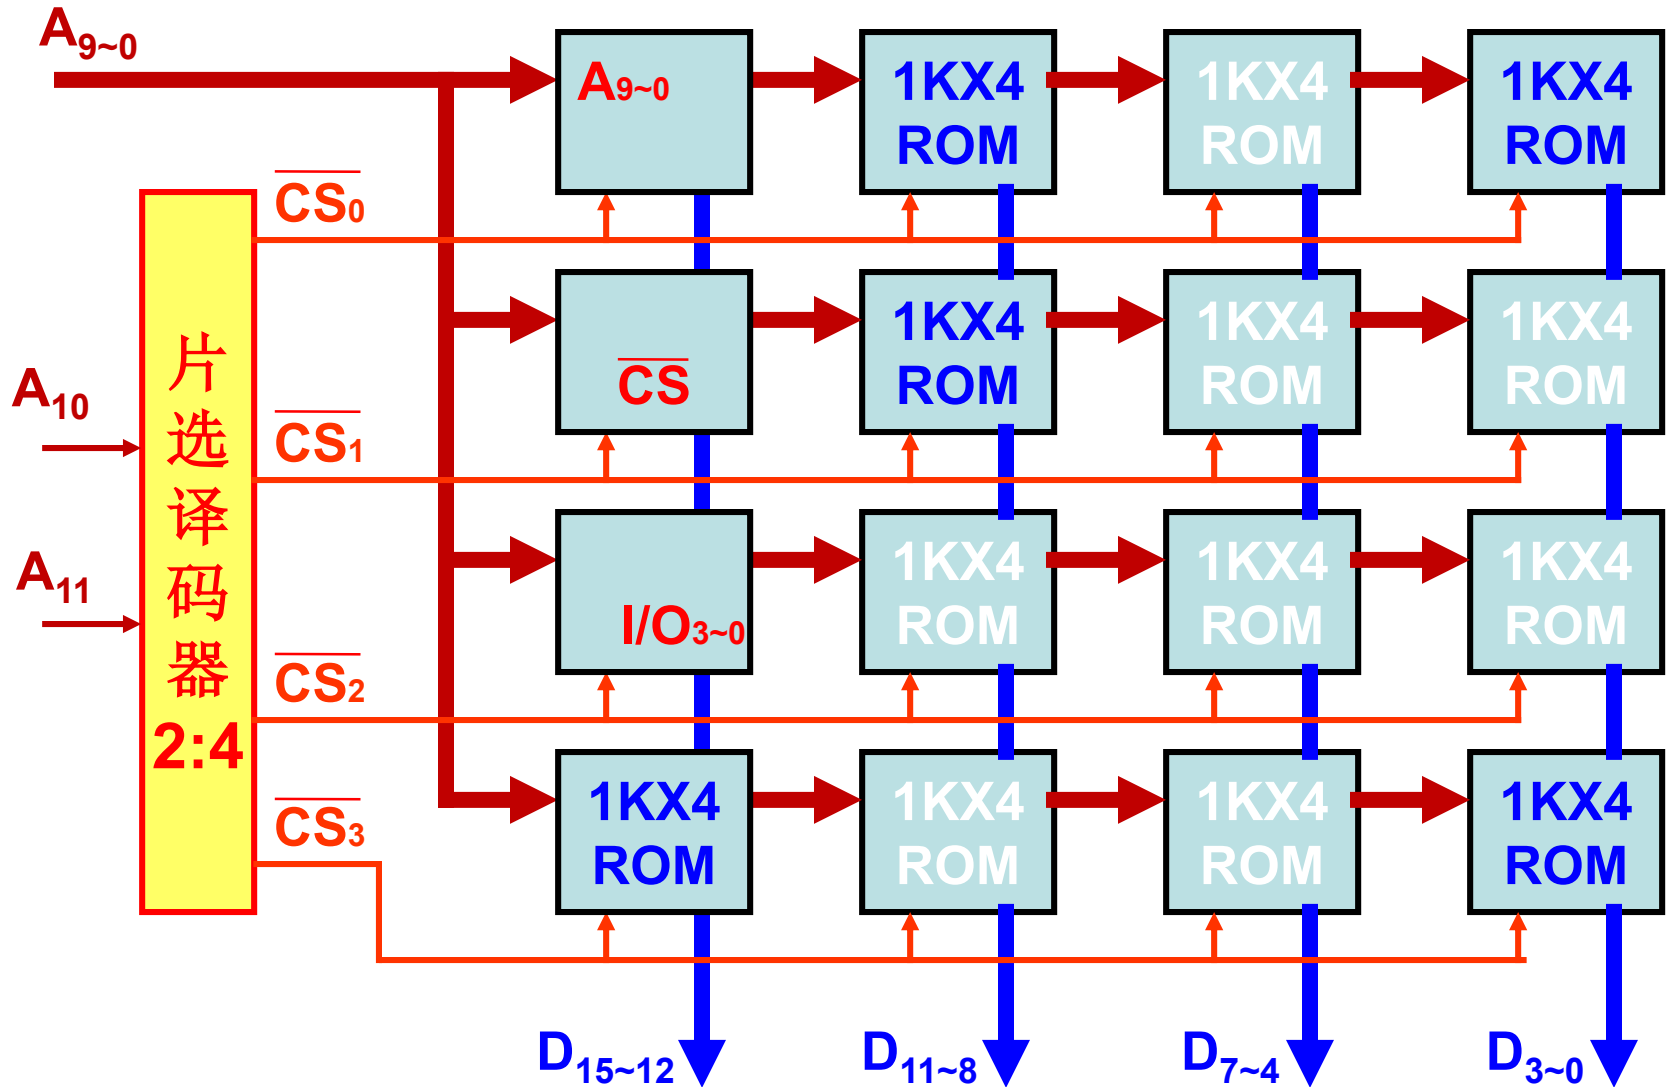 A9~0
A9~0
1KX4
ROM
1KX4
ROM
1KX4
ROM
CS0
CS
1KX4
ROM
1KX4
ROM
1KX4
ROM
A10
CS1
I/O3~0
1KX4
ROM
1KX4
ROM
1KX4
ROM
A11
CS2
片
选
译
码
器
2:4
1KX4
ROM
1KX4
ROM
1KX4
ROM
1KX4
ROM
CS3
D15~12
D11~8
D7~4
D3~0